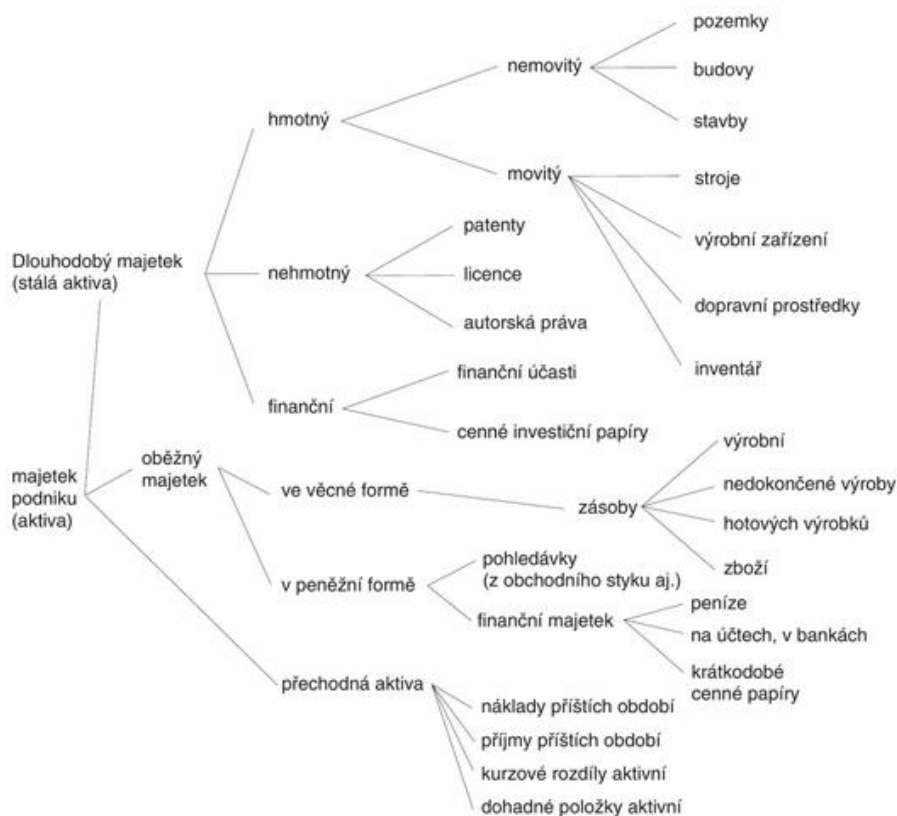 pozemky
nemovitý
budovy
hmotný
stavby
movitý
stroje
patenty
výrobní zařízení
Dlouhodobý majetek
(stálá aktiva)
nehmotný
licence
dopravní prostředky
autorská práva
inventář
finanční účasti
finanční
cenné investiční papíry
výrobní
oběžný
majetek
majetek
podniku
(aktiva)
ve věcné formě
zásoby
nedokončené výroby
hotových výrobků
zboží
pohledávky
(z obchodního styku aj.)
v peněžní formě
peníze
finanční majetek
na účtech, v bankách
krátkodobé
cenné papíry
přechodná aktiva
náklady příštích období
příjmy příštích období
kurzové rozdíly aktivní
dohadné položky aktivní